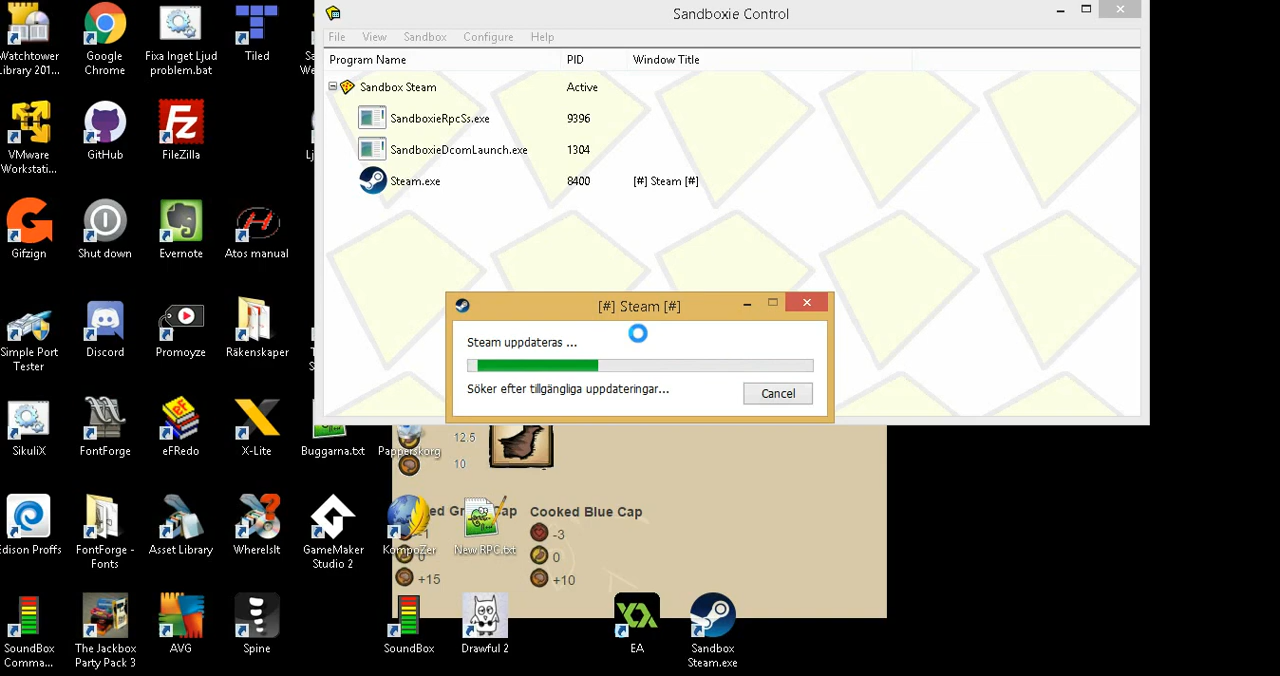 Sandboxie Control
File View Sandbox Configure Help
Program Name PID Window Title
Sandbox Steam Active
SandboxieRpcSs.exe 9396
SandboxieDcomLaunch.exe 1304
Steam.exe 8400 [#] Steam [#]
[#] Steam [#]
Steam uppdateras ...
Söker efter tillgängliga uppdateringar...
Cancel
Watchtower
Library 201...
Google
Chrome
Fixa Inget Ljud
problem.bat
Tiled
VMware
Workstati...
GitHub
FileZilla
Gifzign
Shut down
Evernote
Atos manual
Simple Port
Tester
Discord
Promoyze
Räkenskaper
SikuliX
FontForge
eFRedo
X-Lite
Buggarna.txt
Papperskorg
12.5
10
Cooked Blue Cap
-1
0
+15
-3
0
+10
Edison Proffs
FontForge -
Fonts
Asset Library
WhereIsIt
GameMaker
Studio 2
KompoZer
New RPG.txt
SoundBox
Comma...
The Jackbox
Party Pack 3
AVG
Spine
SoundBox
Drawful 2
EA
Sandbox
Steam.exe